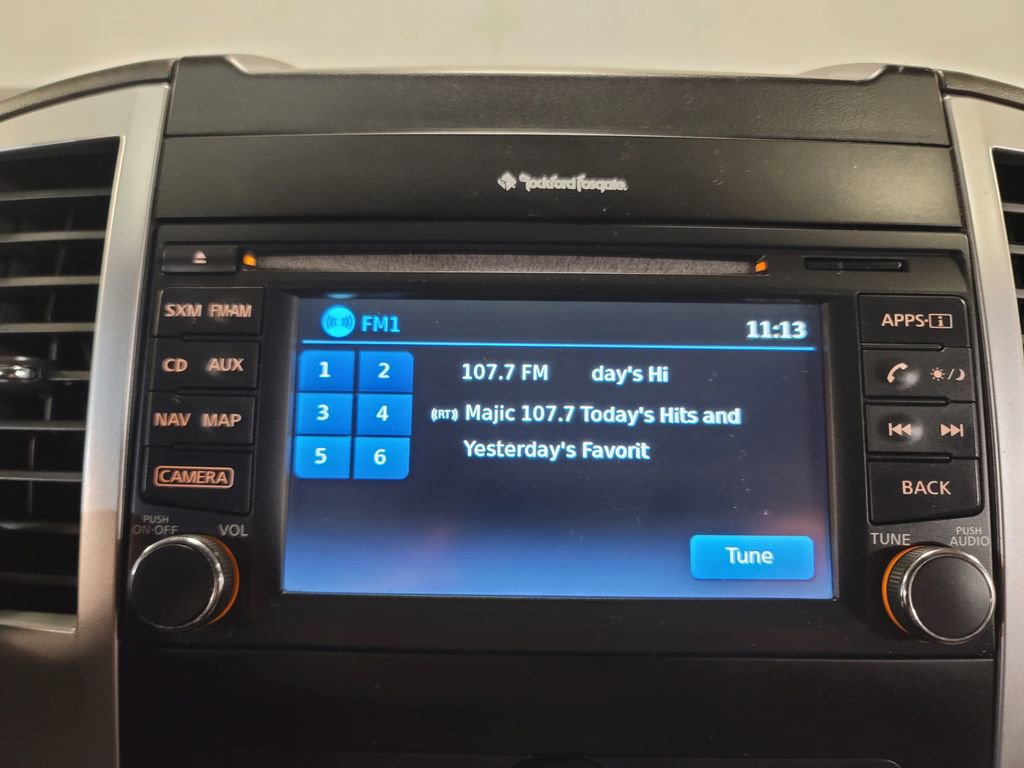 Rockford Fosgate
SXM FM·AM
CD AUX
NAV MAP
CAMERA
PUSH
ON·OFF
VOL
FM1
11:13
1 2
3 4
5 6
107.7 FM day's Hi
(RT) Majic 107.7 Today's Hits and
Yesterday's Favorit
Tune
APPS·i
BACK
TUNE
PUSH
AUDIO